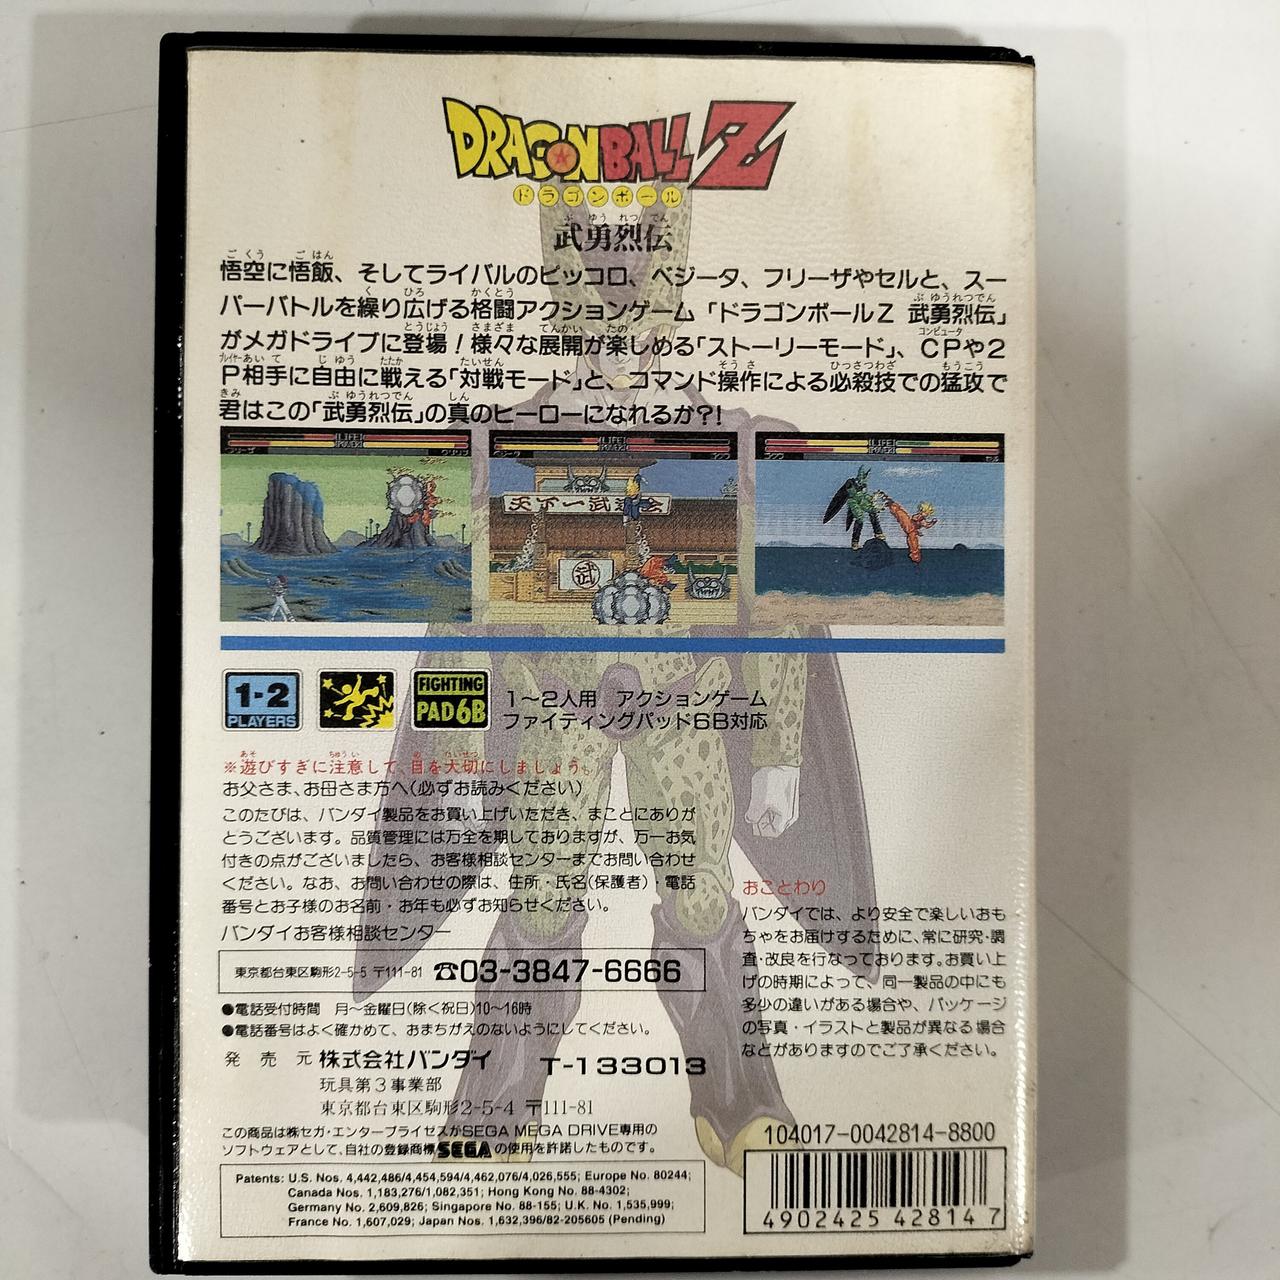 DRAGONBALL Z
ドラゴンボール
ぶ ゆう れつ でん
武勇烈伝
悟空に悟飯、そしてライバルのピッコロ、ベジータ、フリーザやセルと、スー
パーバトルを繰り広げる格闘アクションゲーム「ドラゴンボールZ 武勇烈伝」
がメガドライブに登場！様々な展開が楽しめる「ストーリーモード」、CPや2
P相手に自由に戦える「対戦モード」と、コマンド操作による必殺技での猛攻で
君はこの「武勇烈伝」の真のヒーローになれるか?!
LIFE
POWER
フリーザ
クリリン
LIFE
POWER
天下一武道会
武
LIFE
POWER
1-2
PLAYERS
FIGHTING
PAD6B
1〜2人用 アクションゲーム
ファイティングパッド6B対応
※遊びすぎに注意して、目を大切にしましょう。
お父さま、お母さま方へ(必ずお読みください)
このたびは、バンダイ製品をお買い上げいただき、まことにありが
とうございます。品質管理には万全を期しておりますが、万一お気
付きの点がございましたら、お客様相談センターまでお問い合わせ
ください。なお、お問い合わせの際は、住所・氏名(保護者)・電話
番号とお子様のお名前・お年も必ずお知らせください。
バンダイお客様相談センター
東京都台東区駒形2-5-5 〒111-81 ☎03-3847-6666
●電話受付時間 月〜金曜日(除く祝日)10〜16時
●電話番号はよく確かめて、おまちがえのないようにしてください。
発売元 株式会社バンダイ T-133013
玩具第3事業部
東京都台東区駒形2-5-4 〒111-81
この商品は㈱セガ・エンタープライゼスがSEGA MEGA DRIVE専用の
ソフトウェアとして、自社の登録商標SEGAの使用を許諾したものです。
Patents: U.S. Nos. 4,442,486/4,454,594/4,462,076/4,026,555; Europe No. 80244;
Canada Nos. 1,183,276/1,082,351; Hong Kong No. 88-4302;
Germany No. 2,609,826; Singapore No. 88-155; U.K. No. 1,535,999;
France No. 1,607,029; Japan Nos. 1,632,396/82-205605 (Pending)
おことわり
バンダイでは、より安全で楽しいおも
ちゃをお届けするために、常に研究・調
査・改良を行なっております。お買い上
げの時期によって、同一製品の中にも
多少の違いがある場合や、パッケージ
の写真・イラストと製品が異なる場合
などがありますのでご了承ください。
104017-0042814-8800
4902425 428147